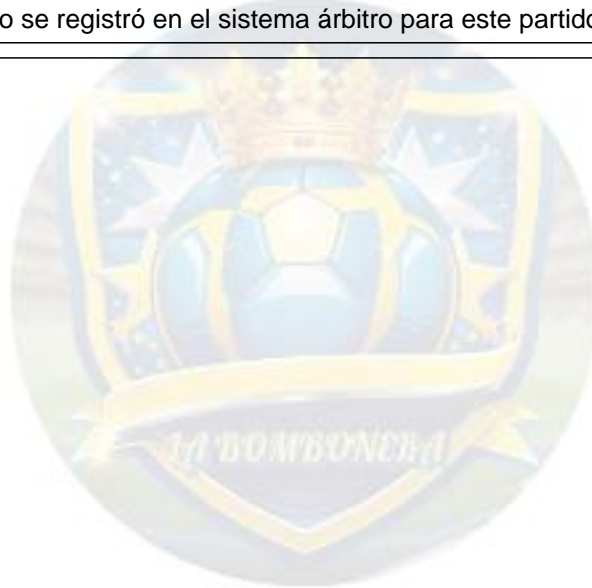 o se registró en el sistema árbitro para este partido
LA BOMBONERA